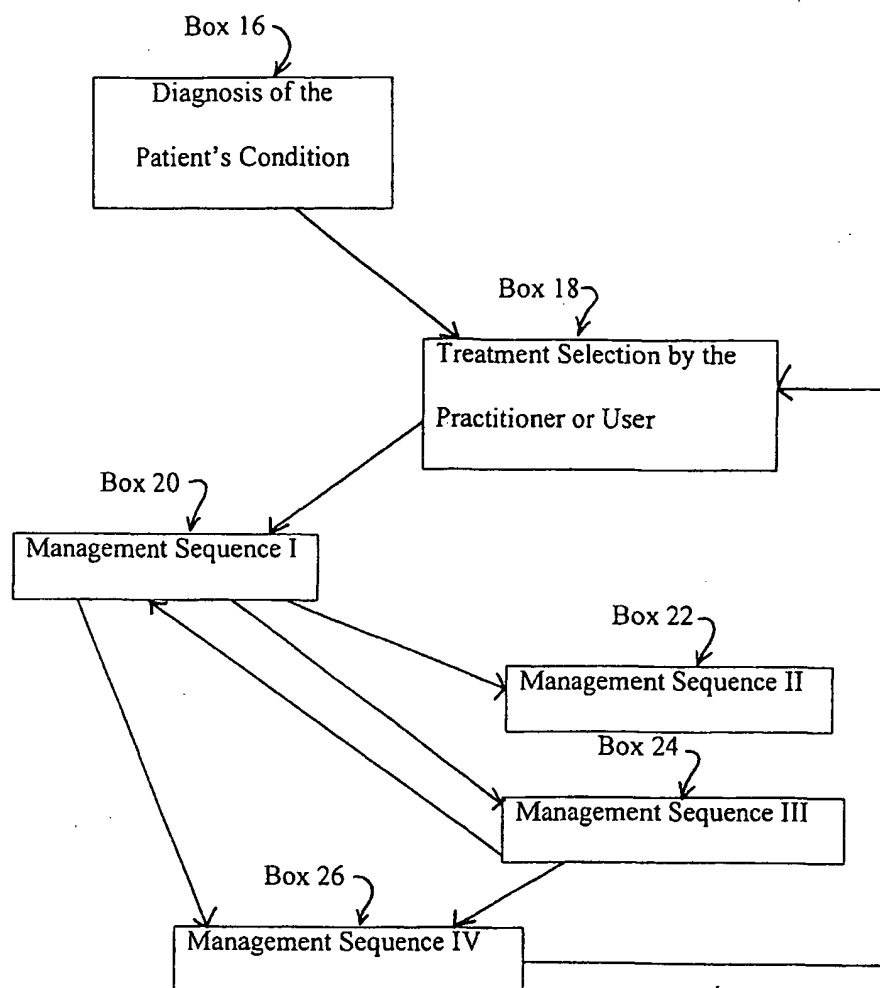 Box 16
Diagnosis of the
Patient's Condition
Box 18
Treatment Selection by the
Practitioner or User
Box 20
Management Sequence I
Box 22
Management Sequence II
Box 24
Management Sequence III
Box 26
Management Sequence IV